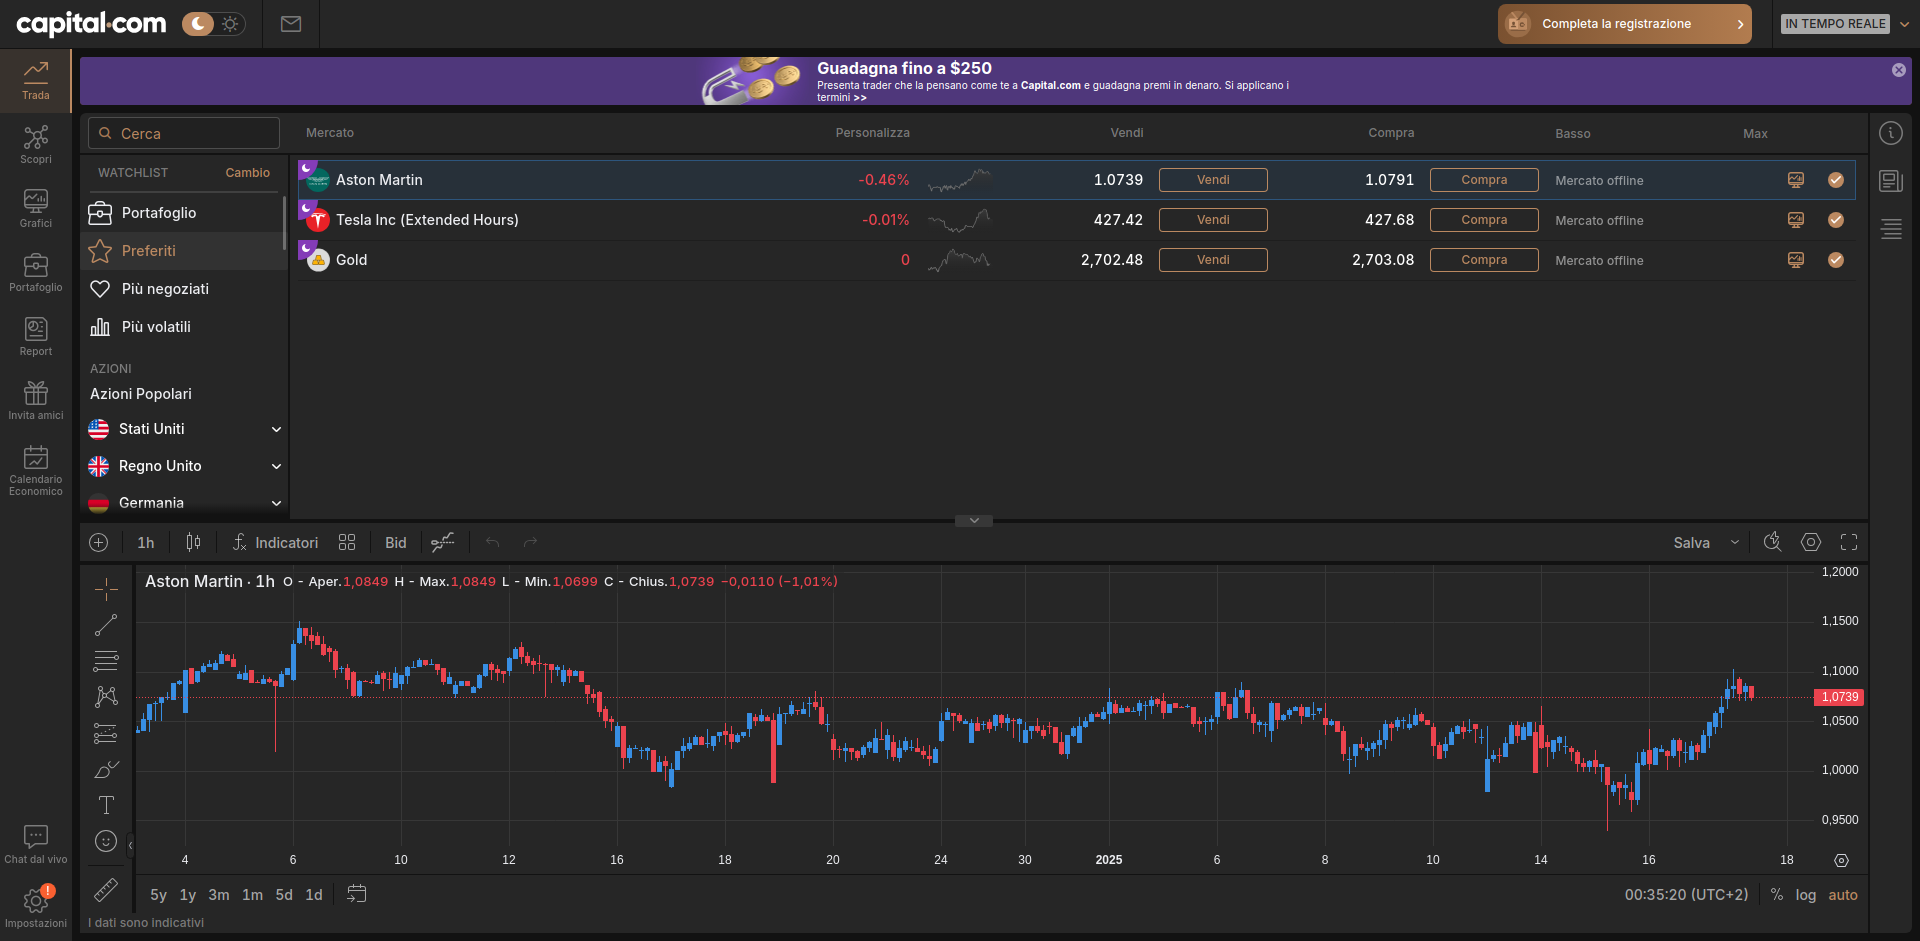 capital.com
Completa la registrazione
IN TEMPO REALE
Guadagna fino a $250
Presenta trader che la pensano come te a Capital.com e guadagna premi in denaro. Si applicano i
termini >>
Trada
Scopri
Grafici
Portafoglio
Report
Invita amici
Calendario
Economico
Chat dal vivo
!
Impostazioni
Cerca
Mercato Personalizza Vendi Compra Basso Max
WATCHLIST Cambio
Portafoglio
Preferiti
Più negoziati
Più volatili
AZIONI
Azioni Popolari
Stati Uniti
Regno Unito
Germania
Aston Martin -0.46% 1.0739 Vendi 1.0791 Compra Mercato offline
Tesla Inc (Extended Hours) -0.01% 427.42 Vendi 427.68 Compra Mercato offline
Gold 0 2,702.48 Vendi 2,703.08 Compra Mercato offline
1h Indicatori Bid Salva
Aston Martin · 1h O - Aper.1,0849 H - Max.1,0849 L - Min.1,0699 C - Chius.1,0739 −0,0110 (−1,01%)
1,2000
1,1500
1,1000
1,0739
1,0500
1,0000
0,9500
4 6 10 12 16 18 20 24 30 2025 6 8 10 14 16 18
5y 1y 3m 1m 5d 1d 00:35:20 (UTC+2) % log auto
I dati sono indicativi